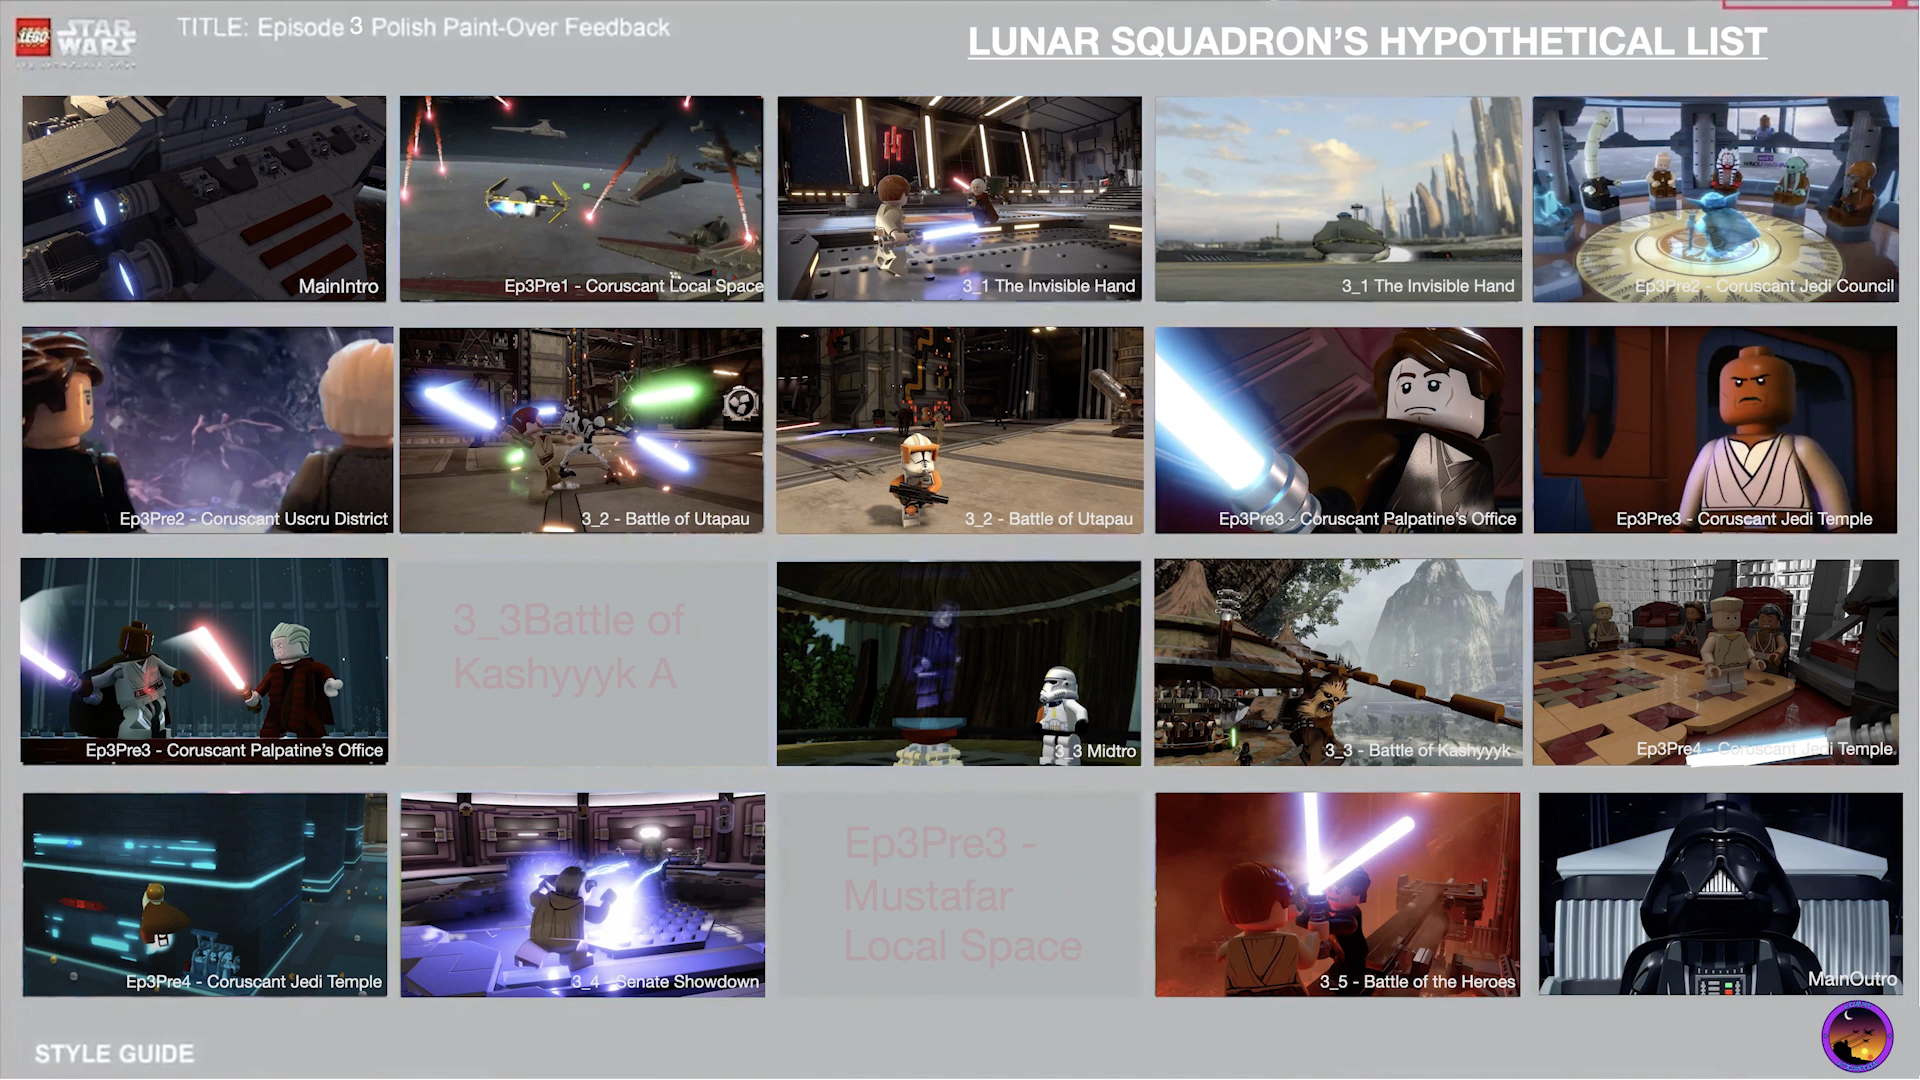 LEGO
STAR
WARS
TITLE: Episode 3 Polish Paint-Over Feedback
LUNAR SQUADRON'S HYPOTHETICAL LIST
MainIntro
Ep3Pre1 - Coruscant Local Space
3_1 The Invisible Hand
3_1 The Invisible Hand
Ep3Pre2 - Coruscant Jedi Council
Ep3Pre2 - Coruscant Uscru District
3_2 - Battle of Utapau
3_2 - Battle of Utapau
Ep3Pre3 - Coruscant Palpatine's Office
Ep3Pre3 - Coruscant Jedi Temple
Ep3Pre3 - Coruscant Palpatine's Office
3_3Battle of
Kashyyyk A
3_3 Midtro
3_3 - Battle of Kashyyyk
Ep3Pre4 - Coruscant Jedi Temple
Ep3Pre4 - Coruscant Jedi Temple
3_4 - Senate Showdown
Ep3Pre3 -
Mustafar
Local Space
3_5 - Battle of the Heroes
MainOutro
STYLE GUIDE